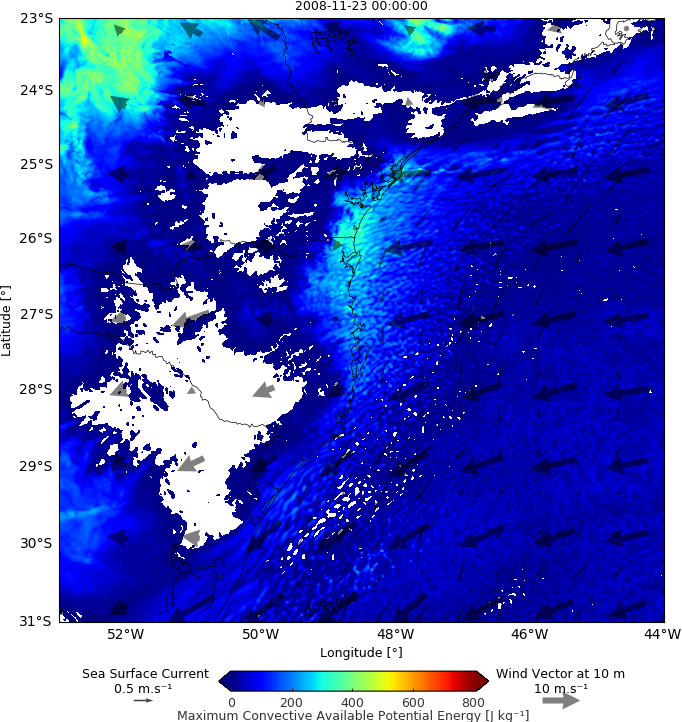 2008-11-23 00:00:00
23°S
24°S
25°S
26°S
27°S
28°S
29°S
30°S
31°S
Latitude [°]
52°W 50°W 48°W 46°W 44°W
Longitude [°]
Sea Surface Current
0.5 m.s⁻¹
Wind Vector at 10 m
10 m.s⁻¹
0 200 400 600 800
Maximum Convective Available Potential Energy [J kg⁻¹]